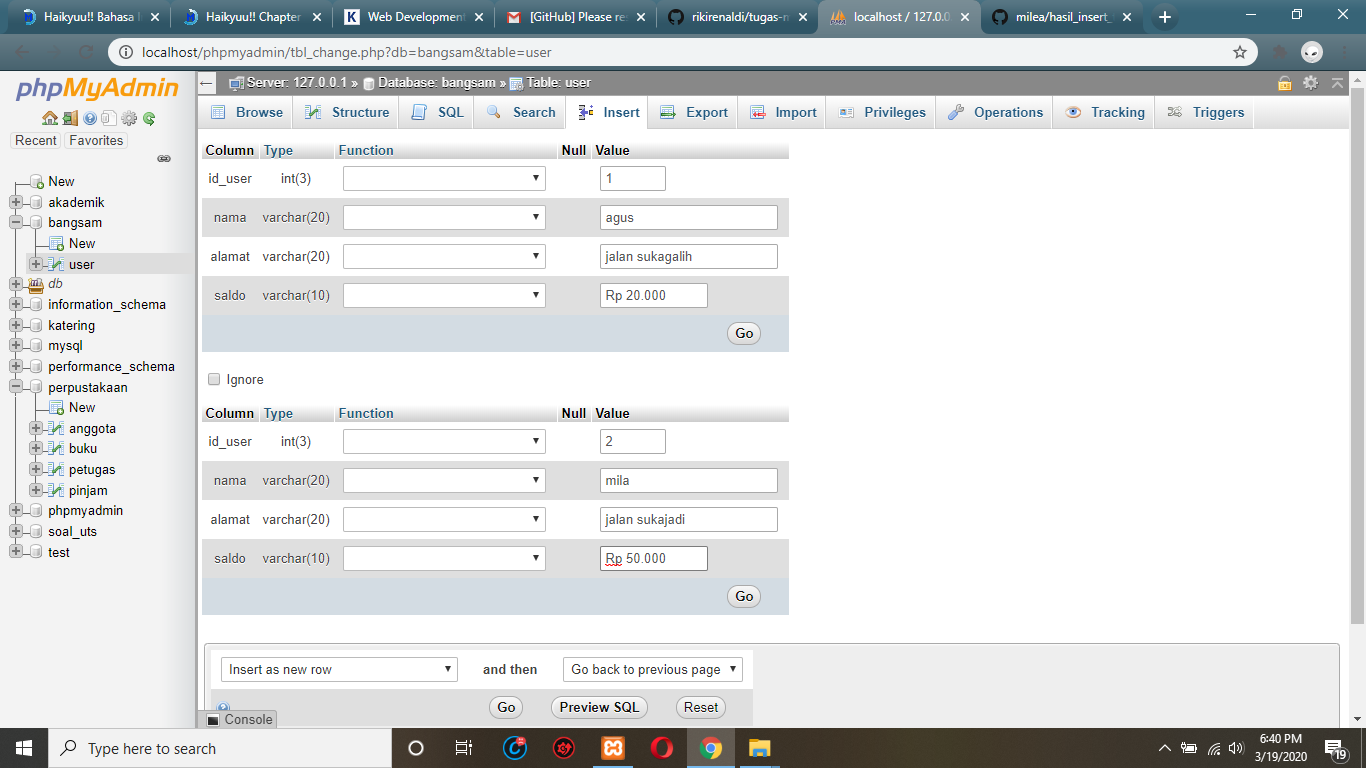 Haikyuu!! Bahasa Haikyuu!! Chapter Web Development [GitHub] Please re rikirenaldi/tugas-m localhost / 127.0.0 milea/hasil_insert_
localhost/phpmyadmin/tbl_change.php?db=bangsam&table=user
phpMyAdmin
Recent Favorites
New
akademik
bangsam
New
user
db
information_schema
katering
mysql
performance_schema
perpustakaan
New
anggota
buku
petugas
pinjam
phpmyadmin
soal_uts
test
Server: 127.0.0.1 » Database: bangsam » Table: user
Browse Structure SQL Search Insert Export Import Privileges Operations Tracking Triggers
Column Type Function Null Value
id_user int(3) 1
nama varchar(20) agus
alamat varchar(20) jalan sukagalih
saldo varchar(10) Rp 20.000
Go
Ignore
Column Type Function Null Value
id_user int(3) 2
nama varchar(20) mila
alamat varchar(20) jalan sukajadi
saldo varchar(10) Rp 50.000
Go
Insert as new row and then Go back to previous page
Go Preview SQL Reset
Console
Type here to search
6:40 PM
3/19/2020
19